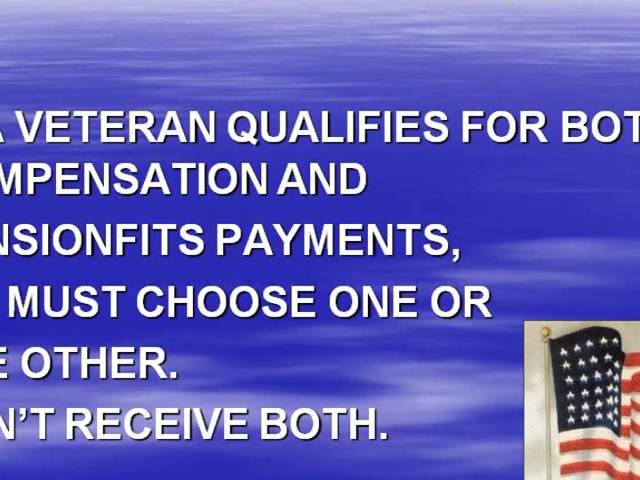 A VETERAN QUALIFIES FOR BOT
MPENSATION AND
NSIONFITS PAYMENTS,
MUST CHOOSE ONE OR
E OTHER.
N'T RECEIVE BOTH.